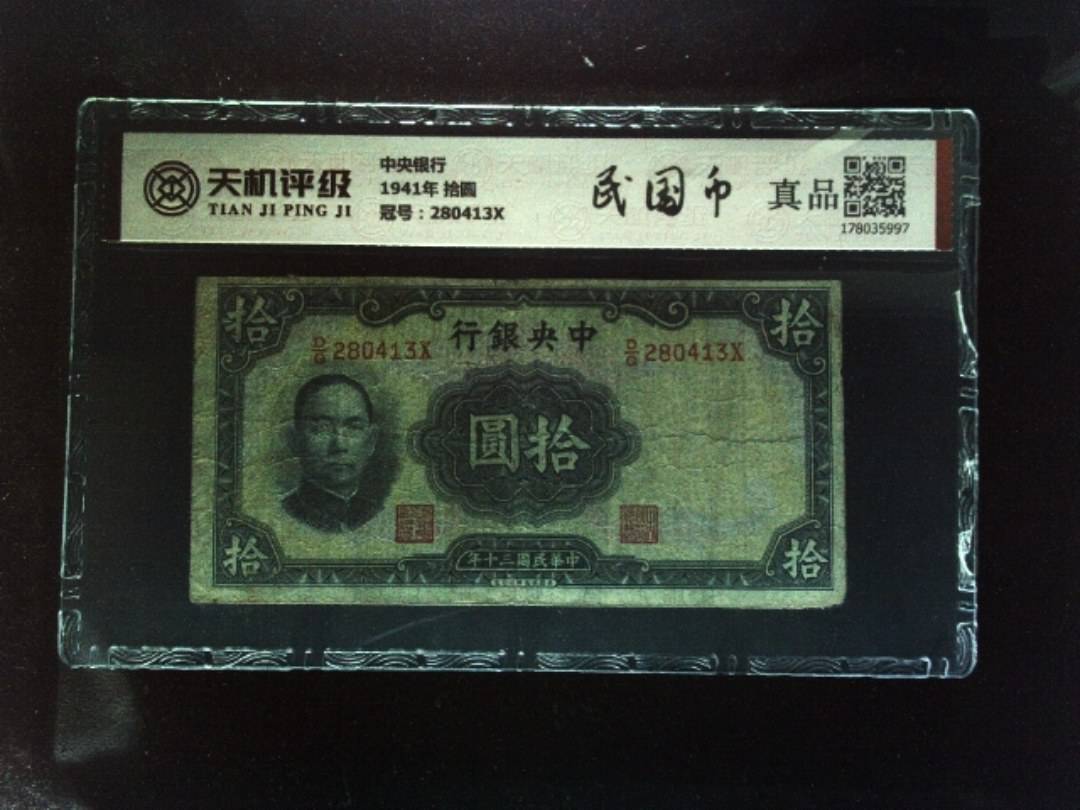 天机评级
TIAN JI PING JI
中央银行
1941年 拾圆
冠号：280413X
民国币
真品
178035997
拾
拾
行銀央中
D/G 280413X
D/G 280413X
圓拾
拾
拾
年十三國民華中